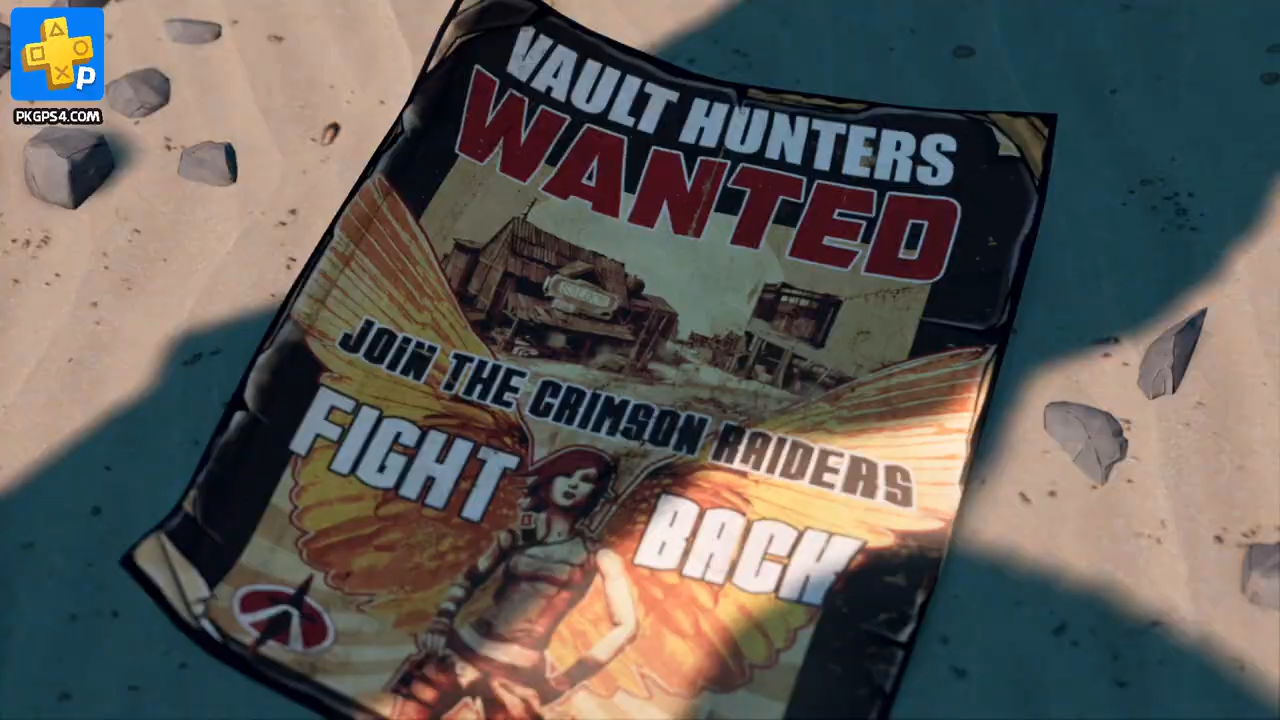 P
PKGPS4.COM
VAULT HUNTERS
WANTED
JOIN THE CRIMSON RAIDERS
FIGHT
BACK